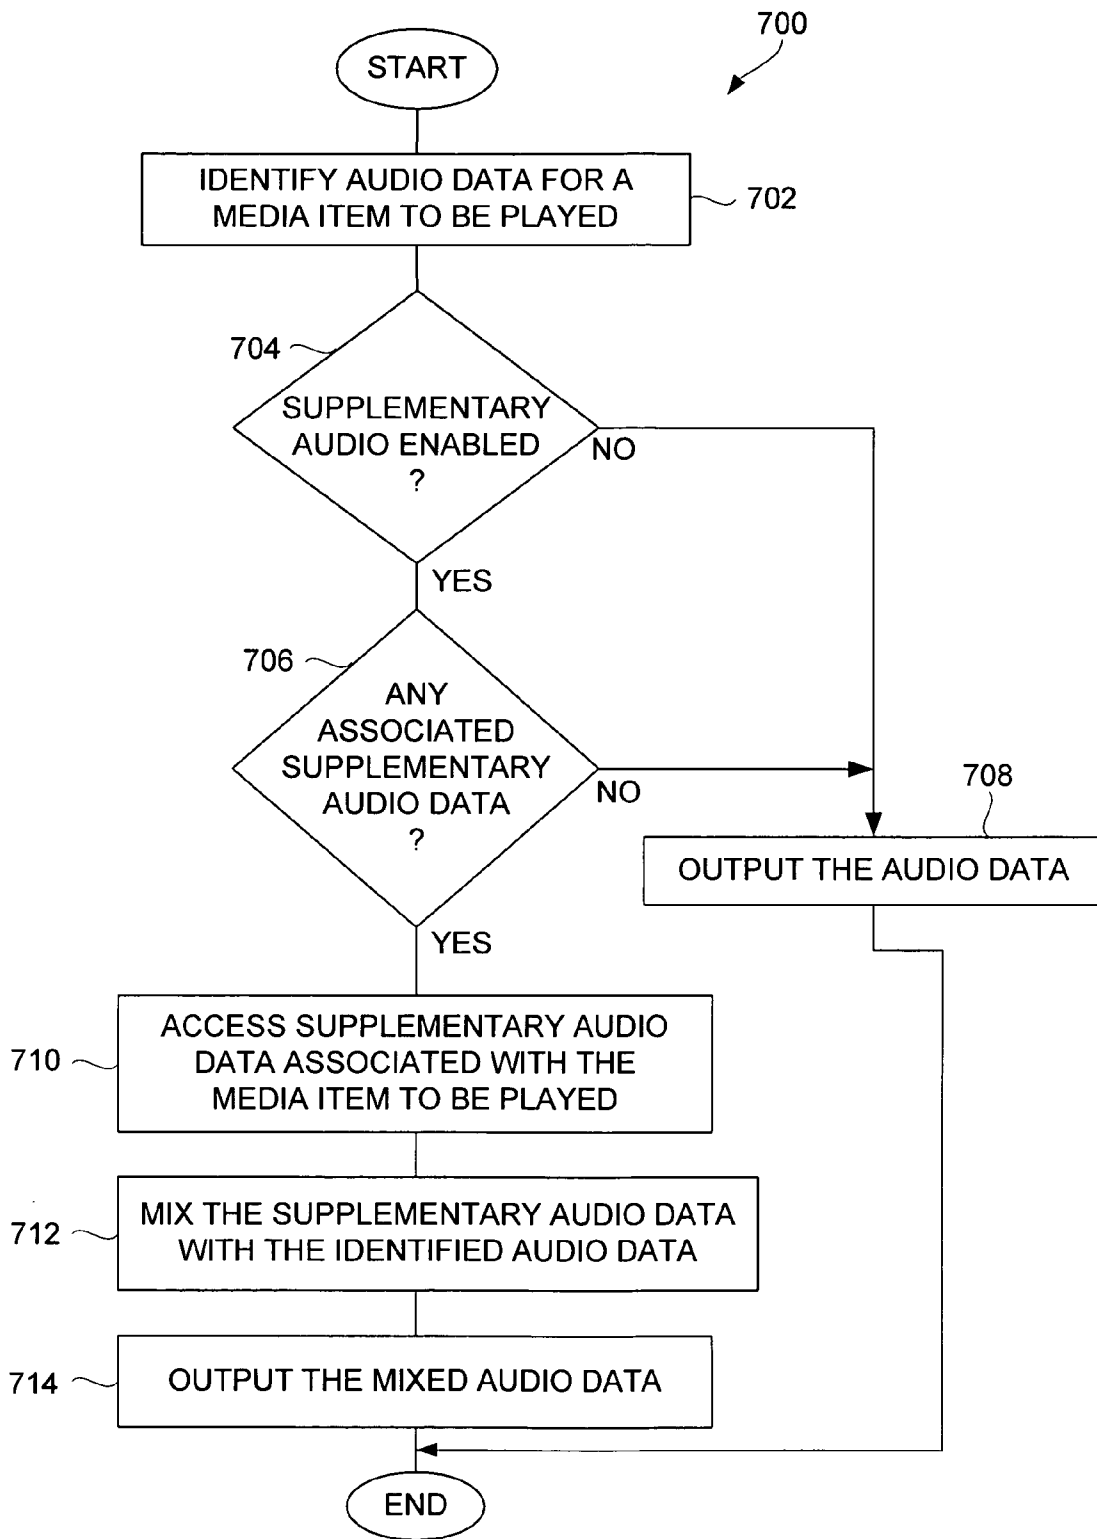 700
START
IDENTIFY AUDIO DATA FOR A
MEDIA ITEM TO BE PLAYED
702
704
SUPPLEMENTARY
AUDIO ENABLED
?
NO
YES
706
ANY
ASSOCIATED
SUPPLEMENTARY
AUDIO DATA
?
NO
708
OUTPUT THE AUDIO DATA
YES
710
ACCESS SUPPLEMENTARY AUDIO
DATA ASSOCIATED WITH THE
MEDIA ITEM TO BE PLAYED
712
MIX THE SUPPLEMENTARY AUDIO DATA
WITH THE IDENTIFIED AUDIO DATA
714
OUTPUT THE MIXED AUDIO DATA
END